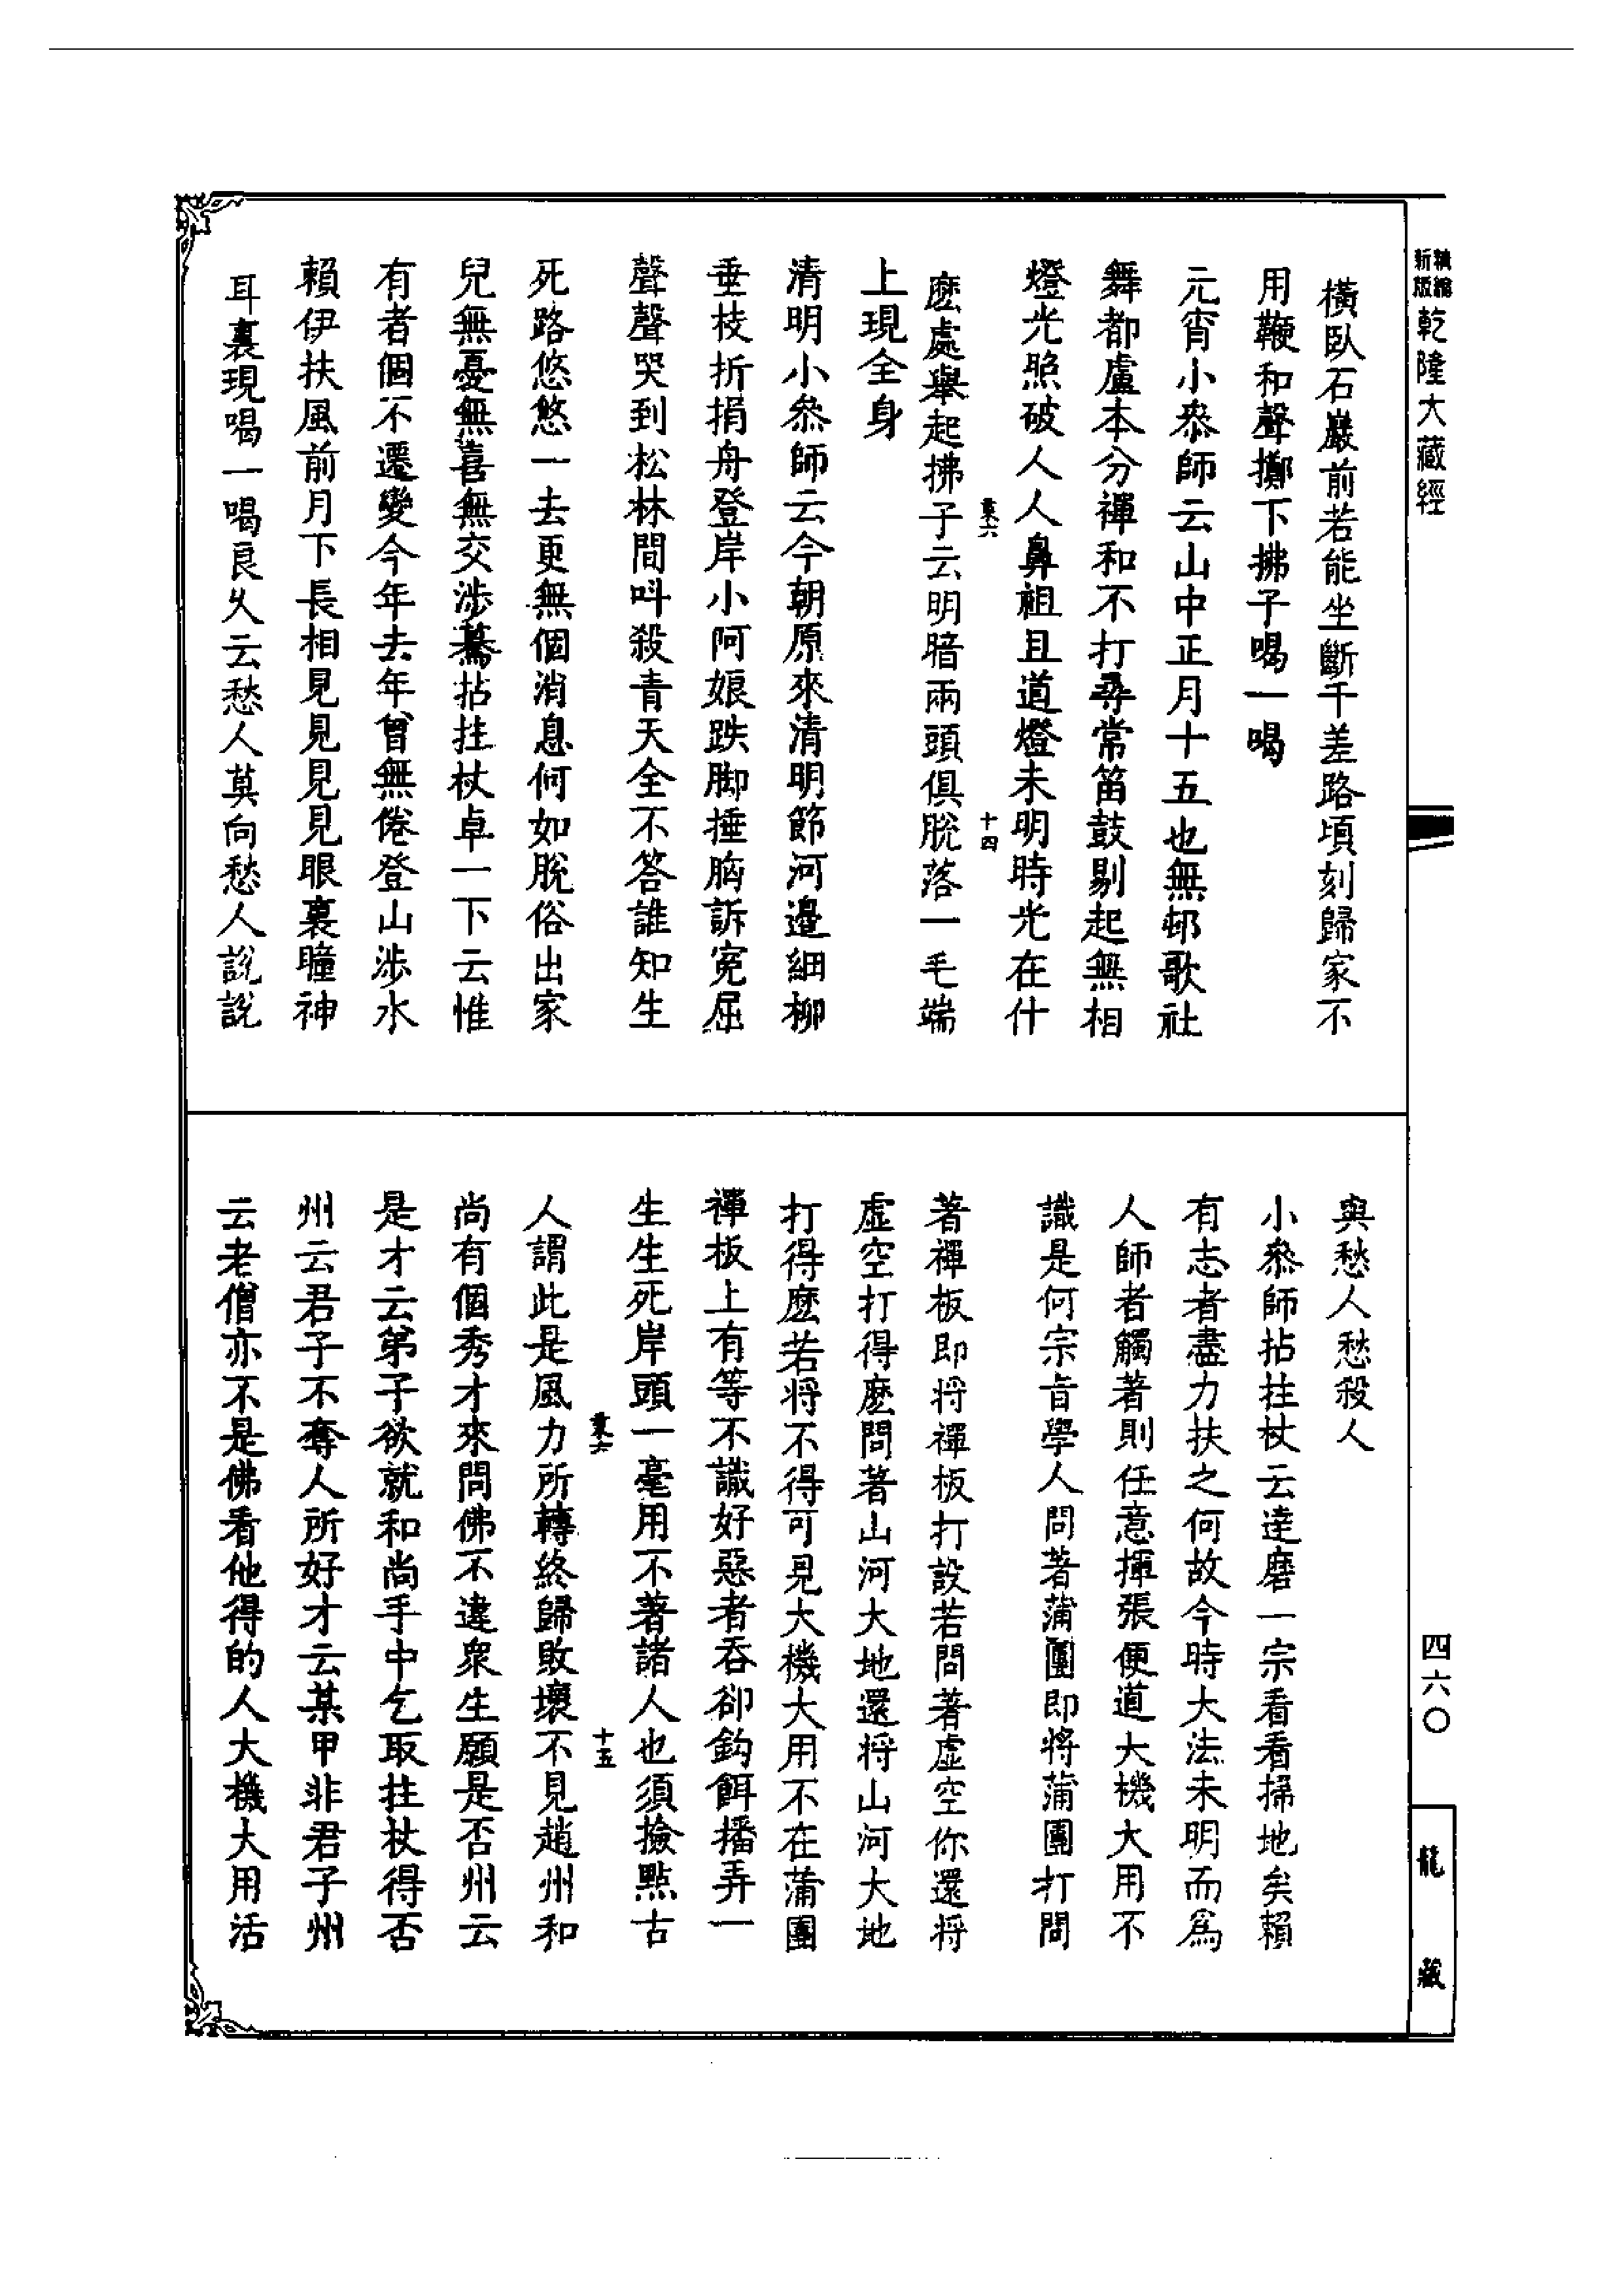 精編
新版
乾隆大藏經
四六〇
龍藏
橫臥石巖前若能坐斷千差路頃刻歸家不
用鞭和聲擲下拂子喝一喝
元宵小叅師云山中正月十五也無邨歌社
舞都盧本分禪和不打尋常笛鼓剔起無相
燈光照破人人鼻祖且道燈未明時光在什
十四
麽處舉起拂子云明暗兩頭俱脫落一毛端
上現全身
清明小叅師云今朝原來清明節河邊細柳
垂枝折捐舟登岸小阿娘跌脚捶胸訴冤屈
聲聲哭到松林間呌殺青天全不答誰知生
死路悠悠一去更無個消息何如脫俗出家
兒無憂無喜無交涉驀拈拄杖卓一下云惟
有者個不遷變今年去年曾無倦登山涉水
賴伊扶風前月下長相見見見眼裏瞳神
耳裏現喝一喝良久云愁人莫向愁人說說
與愁人愁殺人
小叅師拈拄杖云達磨一宗看看掃地矣賴
有志者盡力扶之何故今時大法未明而爲
人師者觸著則任意揮張便道大機大用不
識是何宗旨學人問著蒲團即將蒲團打問
著禪板即将禪板打設若問著虛空你還将
虛空打得麽問著山河大地還将山河大地
打得麽若将不得可見大機大用不在蒲團
禪板上有等不識好惡者吞卻鈎餌播弄一
生生死岸頭一毫用不著諸人也須撿點古
十五
人謂此是風力所轉終歸敗壞不見趙州和
尚有個秀才來問佛不違衆生願是否州云
是才云弟子欲就和尚手中乞取拄杖得否
州云君子不奪人所好才云某甲非君子州
云老僧亦不是佛看他得的人大機大用活